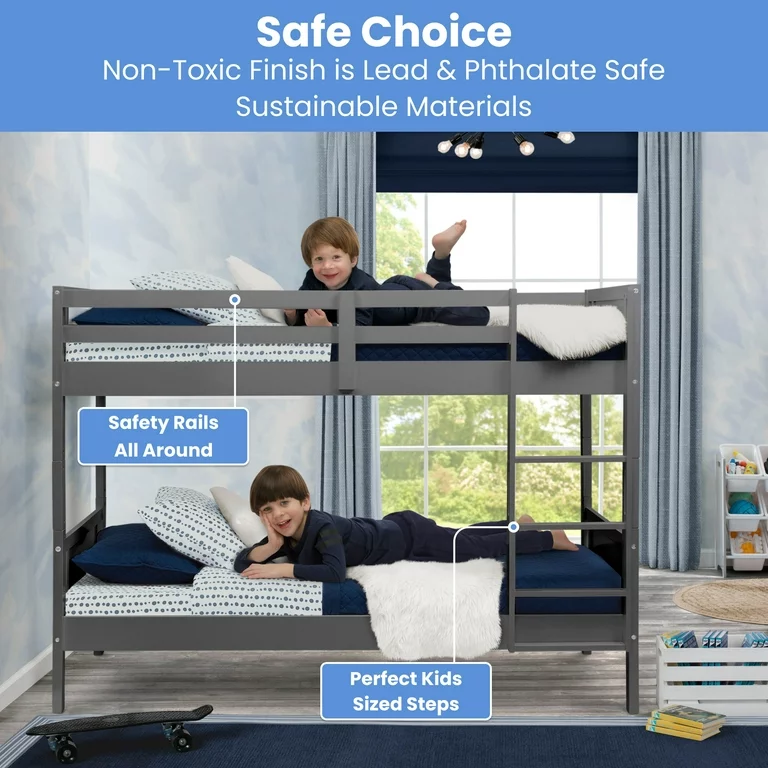 Safe Choice
Non-Toxic Finish is Lead & Phthalate Safe
Sustainable Materials
Safety Rails
All Around
Perfect Kids
Sized Steps